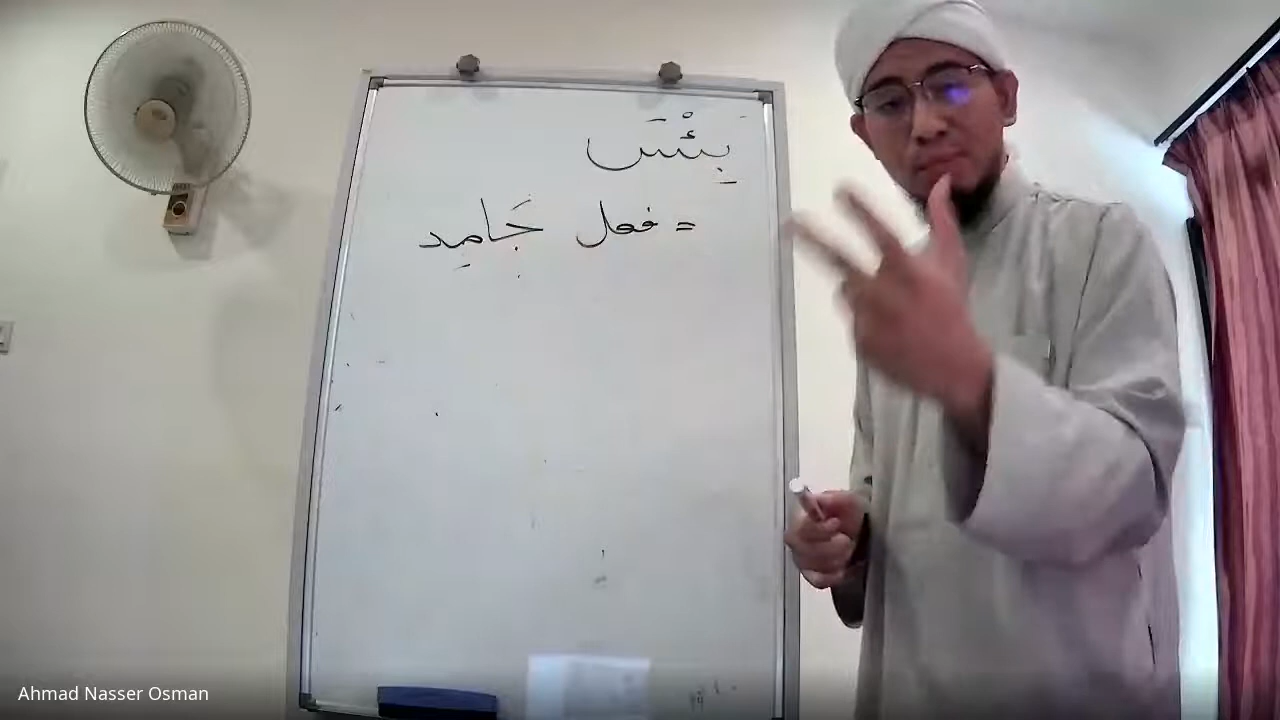 بِئْسَ
= فعل جَامِد
Ahmad Nasser Osman